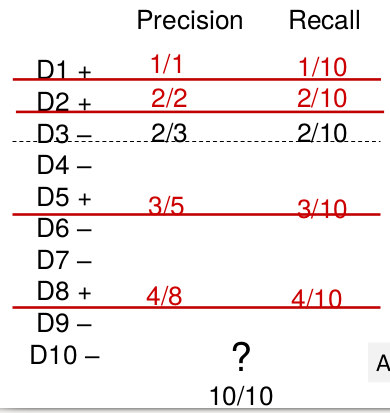 Precision Recall
D1 + 1/1 1/10
D2 + 2/2 2/10
D3 – 2/3 2/10
D4 –
D5 + 3/5 3/10
D6 –
D7 –
D8 + 4/8 4/10
D9 –
D10 – ?
A
10/10